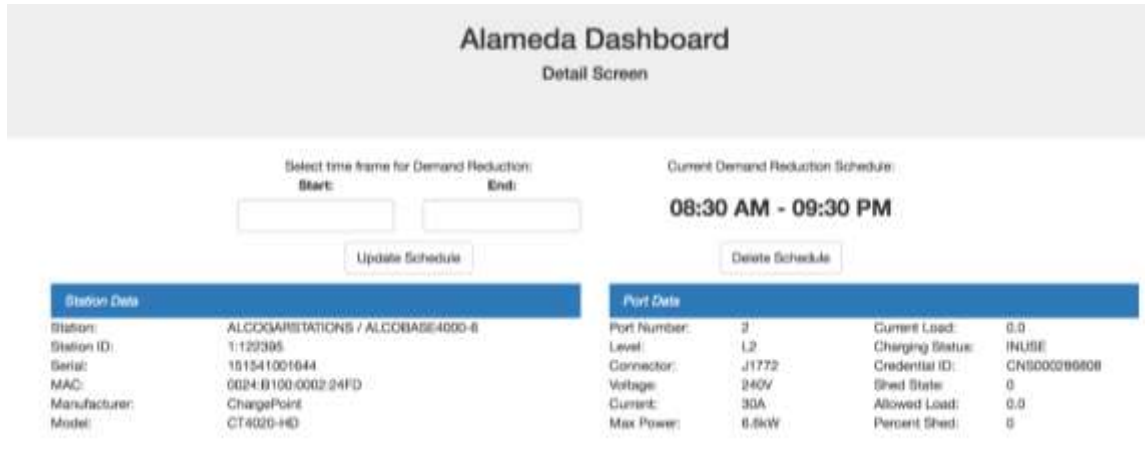 Alameda Dashboard
Detail Screen
Select time frame for Demand Reduction:
Start: End:
Update Schedule
Current Demand Reduction Schedule:
08:30 AM - 09:30 PM
Delete Schedule
Station Data
Station: ALCOGARSTATIONS / ALCOBASE4000-6
Station ID: 1:122395
Serial: 151541001644
MAC: 0024:B100:0002:24FD
Manufacturer: ChargePoint
Model: CT4020-HD
Port Data
Port Number: 2 Current Load: 0.0
Level: L2 Charging Status: INUSE
Connector: J1772 Credential ID:
Voltage: 240V Shed State: 0
Current: 30A Allowed Load: 0.0
Max Power: 6.6kW Percent Shed: 0